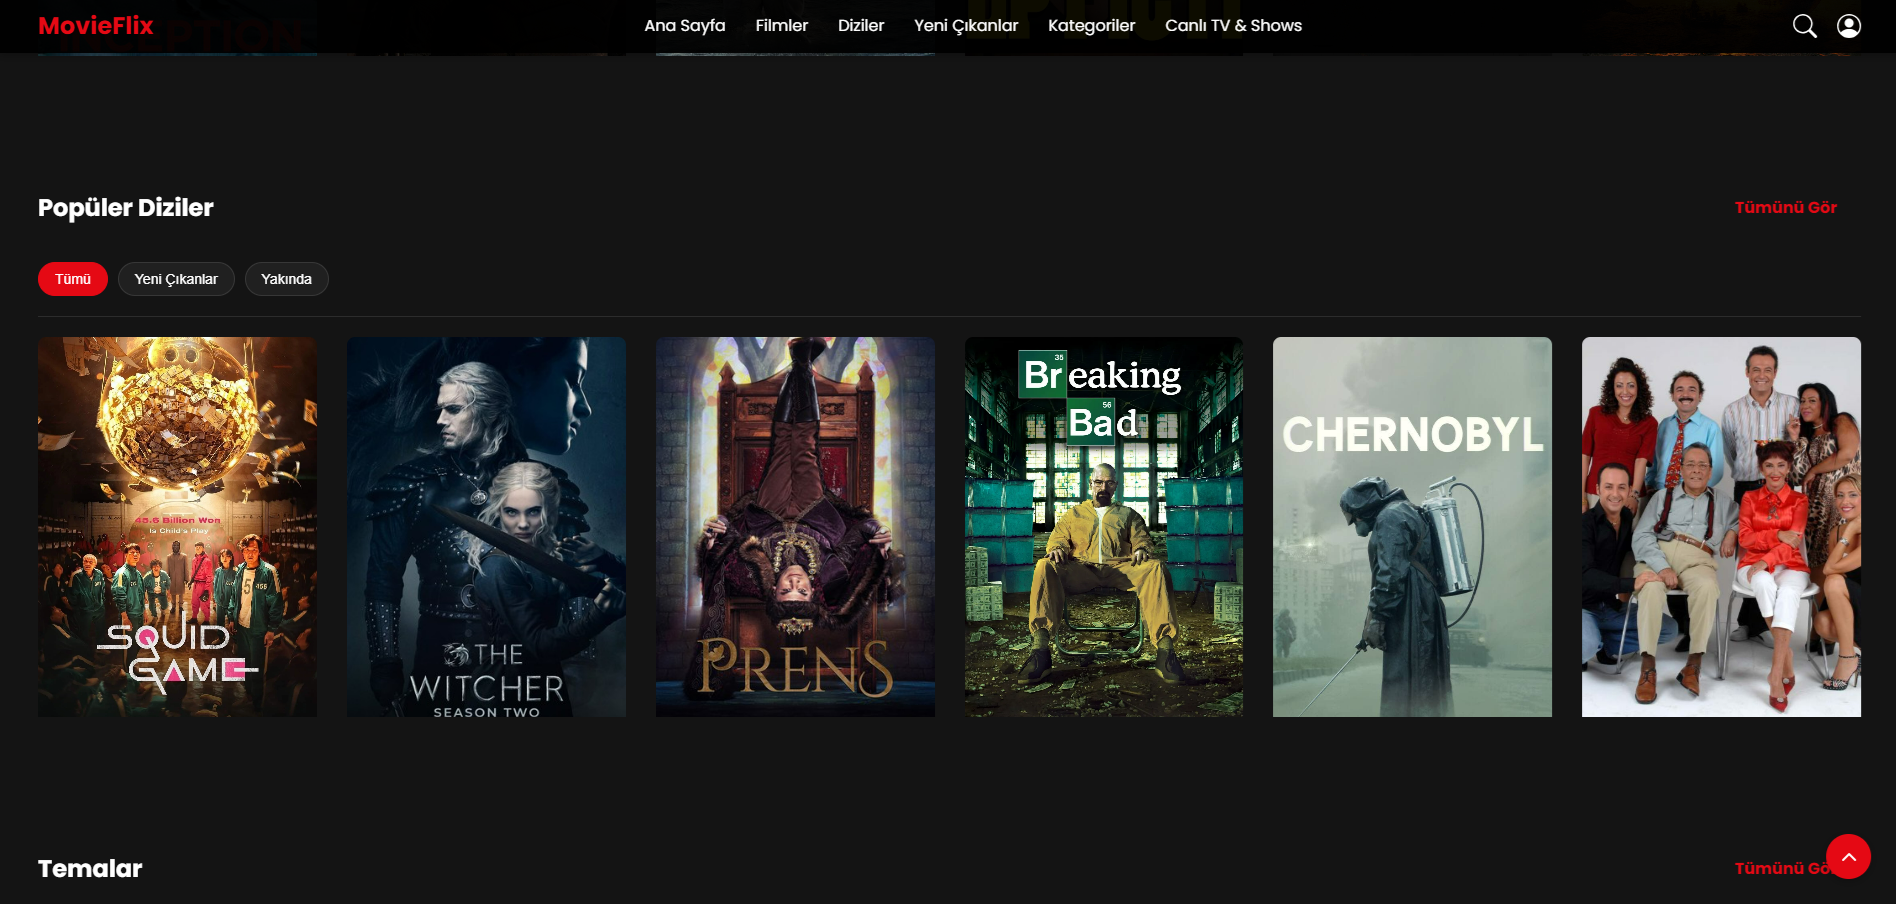 MovieFlix
Ana Sayfa Filmler Diziler Yeni Çıkanlar Kategoriler Canlı TV & Shows
INCEPTION
Popüler Diziler
Tümünü Gör
Tümü Yeni Çıkanlar Yakında
45.6 Billion Won
Is Child's Play
456
SQUID
GAME
THE
WITCHER
SEASON TWO
PRENS
35
Breaking
56
Bad
CHERNOBYL
Temalar
Tümünü Gö